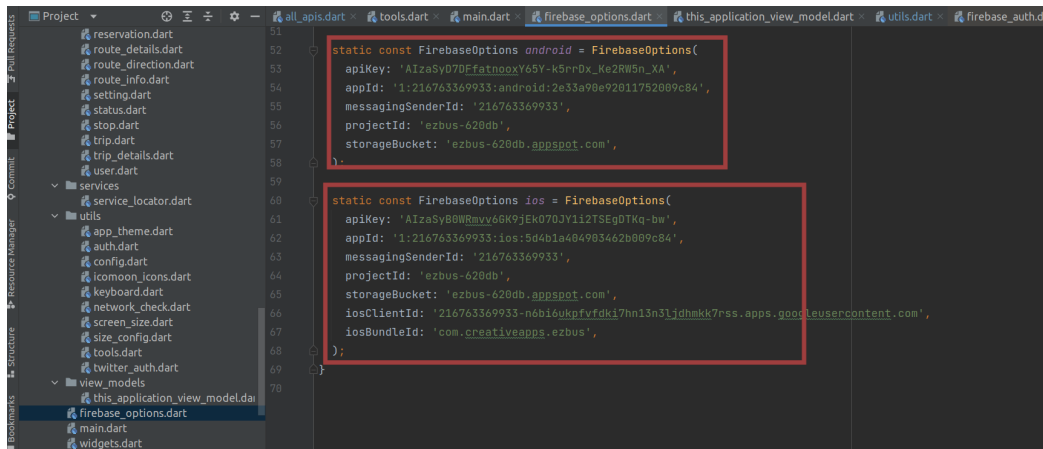 Project
all_apis.dart
tools.dart
main.dart
firebase_options.dart
this_application_view_model.dart
utils.dart
firebase_auth.d
Pull Requests
Project
Commit
Resource Manager
Structure
Bookmarks
reservation.dart
route_details.dart
route_direction.dart
route_info.dart
setting.dart
status.dart
stop.dart
trip.dart
trip_details.dart
user.dart
services
service_locator.dart
utils
app_theme.dart
auth.dart
config.dart
icomoon_icons.dart
keyboard.dart
network_check.dart
screen_size.dart
size_config.dart
tools.dart
twitter_auth.dart
view_models
this_application_view_model.dar
firebase_options.dart
main.dart
widgets.dart
51
52 static const FirebaseOptions android = FirebaseOptions(
53 apiKey: 'AIzaSyD7DFfatnooxY65Y-k5rrDx_Ke2RW5n_XA',
54 appId: '1:216763369933:android:2e33a90e92011752009c84',
55 messagingSenderId: '216763369933',
56 projectId: 'ezbus-620db',
57 storageBucket: 'ezbus-620db.appspot.com',
58 );
59
60 static const FirebaseOptions ios = FirebaseOptions(
61 apiKey: 'AIzaSyB0WRmvv6GK9jEkO7OJY1i2TSEgDTKq-bw',
62 appId: '1:216763369933:ios:5d4b1a404903462b009c84',
63 messagingSenderId: '216763369933',
64 projectId: 'ezbus-620db',
65 storageBucket: 'ezbus-620db.appspot.com',
66 iosClientId: '216763369933-n6bi6ukpfvfdki7hn13n3ljdhmkk7rss.apps.googleusercontent.com',
67 iosBundleId: 'com.creativeapps.ezbus',
68 );
69 }
70